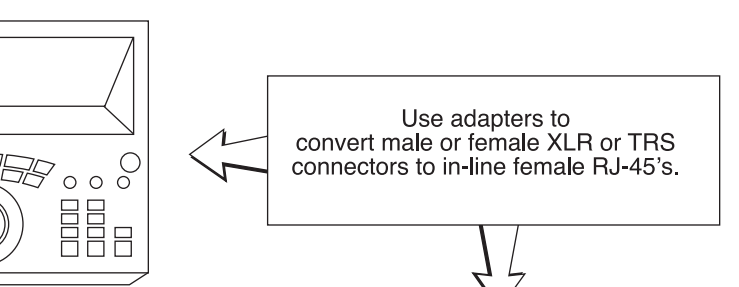 Use adapters to
convert male or female XLR or TRS
connectors to in-line female RJ-45's.